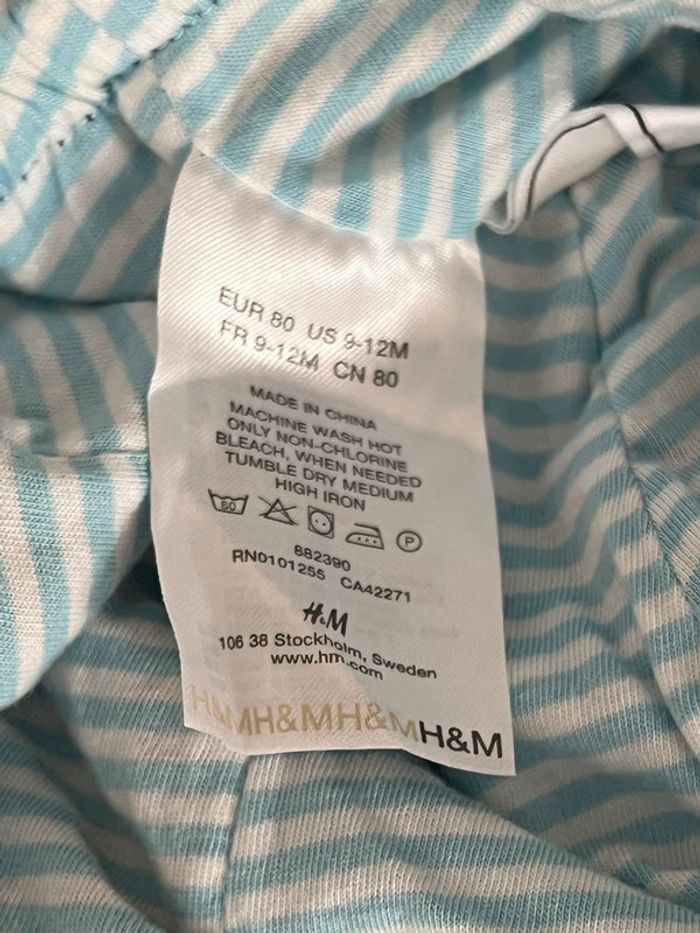 EUR 80 US 9-12M
FR 9-12M CN 80
MADE IN CHINA
MACHINE WASH HOT
ONLY NON-CHLORINE
BLEACH, WHEN NEEDED
TUMBLE DRY MEDIUM
HIGH IRON
60 P
882390
RN0101255 CA42271
H&M
106 38 Stockholm, Sweden
www.hm.com
H&MH&MH&MH&M